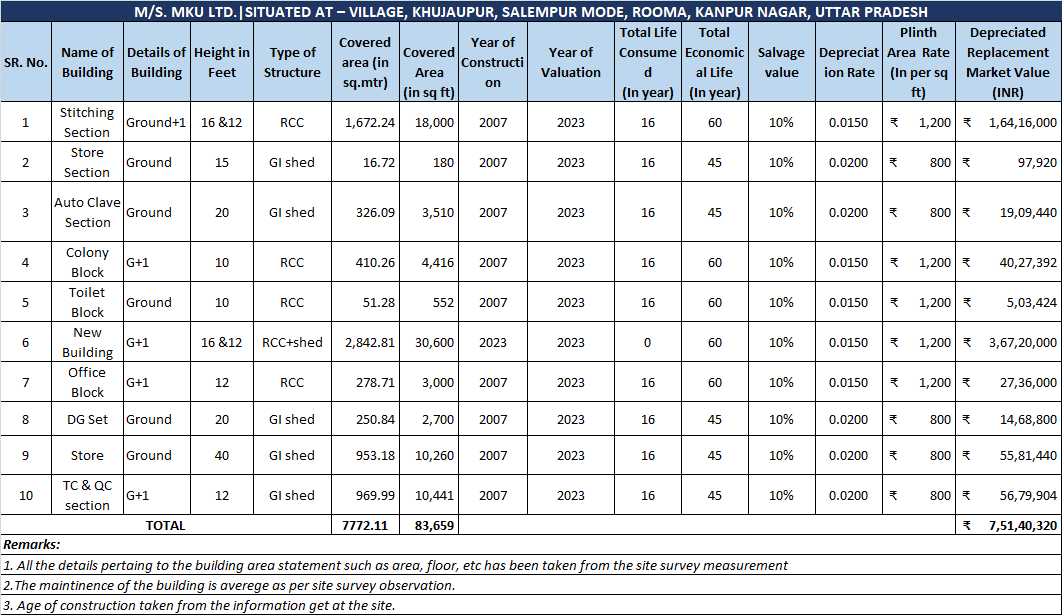 M/S. MKU LTD.|SITUATED AT – VILLAGE, KHUJAUPUR, SALEMPUR MODE, ROOMA, KANPUR NAGAR, UTTAR PRADESH
SR. No. | Name of Building | Details of Building | Height in Feet | Type of Structure | Covered area (in sq.mtr) | Covered Area (in sq ft) | Year of Constructi on | Year of Valuation | Total Life Consume d (In year) | Total Economic al Life (In year) | Salvage value | Depreciat ion Rate | Plinth Area Rate (In per sq ft) | Depreciated Replacement Market Value (INR)
1 | Stitching Section | Ground+1 | 16 &12 | RCC | 1,672.24 | 18,000 | 2007 | 2023 | 16 | 60 | 10% | 0.0150 | ₹ 1,200 | ₹ 1,64,16,000
2 | Store Section | Ground | 15 | GI shed | 16.72 | 180 | 2007 | 2023 | 16 | 45 | 10% | 0.0200 | ₹ 800 | ₹ 97,920
3 | Auto Clave Section | Ground | 20 | GI shed | 326.09 | 3,510 | 2007 | 2023 | 16 | 45 | 10% | 0.0200 | ₹ 800 | ₹ 19,09,440
4 | Colony Block | G+1 | 10 | RCC | 410.26 | 4,416 | 2007 | 2023 | 16 | 60 | 10% | 0.0150 | ₹ 1,200 | ₹ 40,27,392
5 | Toilet Block | Ground | 10 | RCC | 51.28 | 552 | 2007 | 2023 | 16 | 60 | 10% | 0.0150 | ₹ 1,200 | ₹ 5,03,424
6 | New Building | G+1 | 16 &12 | RCC+shed | 2,842.81 | 30,600 | 2023 | 2023 | 0 | 60 | 10% | 0.0150 | ₹ 1,200 | ₹ 3,67,20,000
7 | Office Block | G+1 | 12 | RCC | 278.71 | 3,000 | 2007 | 2023 | 16 | 60 | 10% | 0.0150 | ₹ 1,200 | ₹ 27,36,000
8 | DG Set | Ground | 20 | GI shed | 250.84 | 2,700 | 2007 | 2023 | 16 | 45 | 10% | 0.0200 | ₹ 800 | ₹ 14,68,800
9 | Store | Ground | 40 | GI shed | 953.18 | 10,260 | 2007 | 2023 | 16 | 45 | 10% | 0.0200 | ₹ 800 | ₹ 55,81,440
10 | TC & QC section | G+1 | 12 | GI shed | 969.99 | 10,441 | 2007 | 2023 | 16 | 45 | 10% | 0.0200 | ₹ 800 | ₹ 56,79,904
TOTAL | 7772.11 | 83,659 | ₹ 7,51,40,320
Remarks:
1. All the details pertaing to the building area statement such as area, floor, etc has been taken from the site survey measurement
2.The maintinence of the building is averege as per site survey observation.
3. Age of construction taken from the information get at the site.